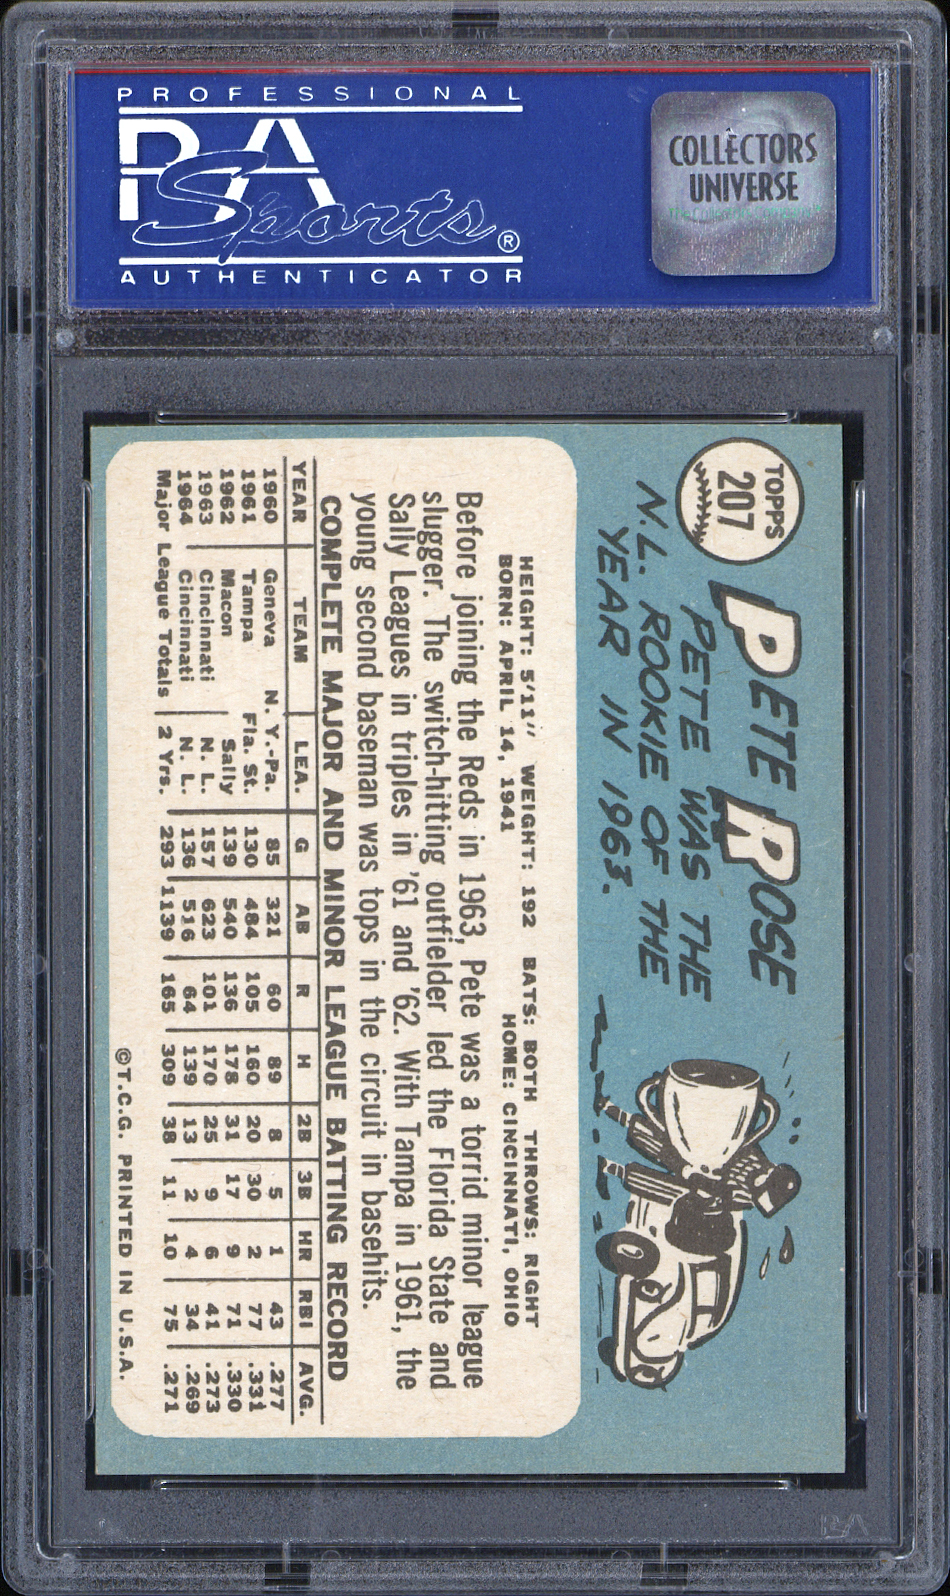 PROFESSIONAL
PSA
Sports®
AUTHENTICATOR
COLLECTORS
UNIVERSE
TOPPS
207
PETE ROSE
PETE WAS THE
N.L. ROOKIE OF THE
YEAR IN 1963.
HEIGHT: 5'11" WEIGHT: 192 BATS: BOTH THROWS: RIGHT
BORN: APRIL 14, 1941 HOME: CINCINNATI, OHIO
Before joining the Reds in 1963, Pete was a torrid minor league
slugger. The switch-hitting outfielder led the Florida State and
Sally Leagues in triples in '61 and '62. With Tampa in 1961, the
young second baseman was tops in the circuit in basehits.
COMPLETE MAJOR AND MINOR LEAGUE BATTING RECORD
YEAR TEAM LEA. G AB R H 2B 3B HR RBI AVG.
1960 Geneva N. Y.-Pa. 85 321 60 89 8 5 1 43 .277
1961 Tampa Fla. St. 130 484 105 160 20 30 2 77 .331
1962 Macon Sally 139 540 136 178 31 17 9 71 .330
1963 Cincinnati N. L. 157 623 101 170 25 9 6 41 .273
1964 Cincinnati N. L. 136 516 64 139 13 2 4 34 .269
Major League Totals 2 Yrs. 293 1139 165 309 38 11 10 75 .271
©T.C.G. PRINTED IN U.S.A.